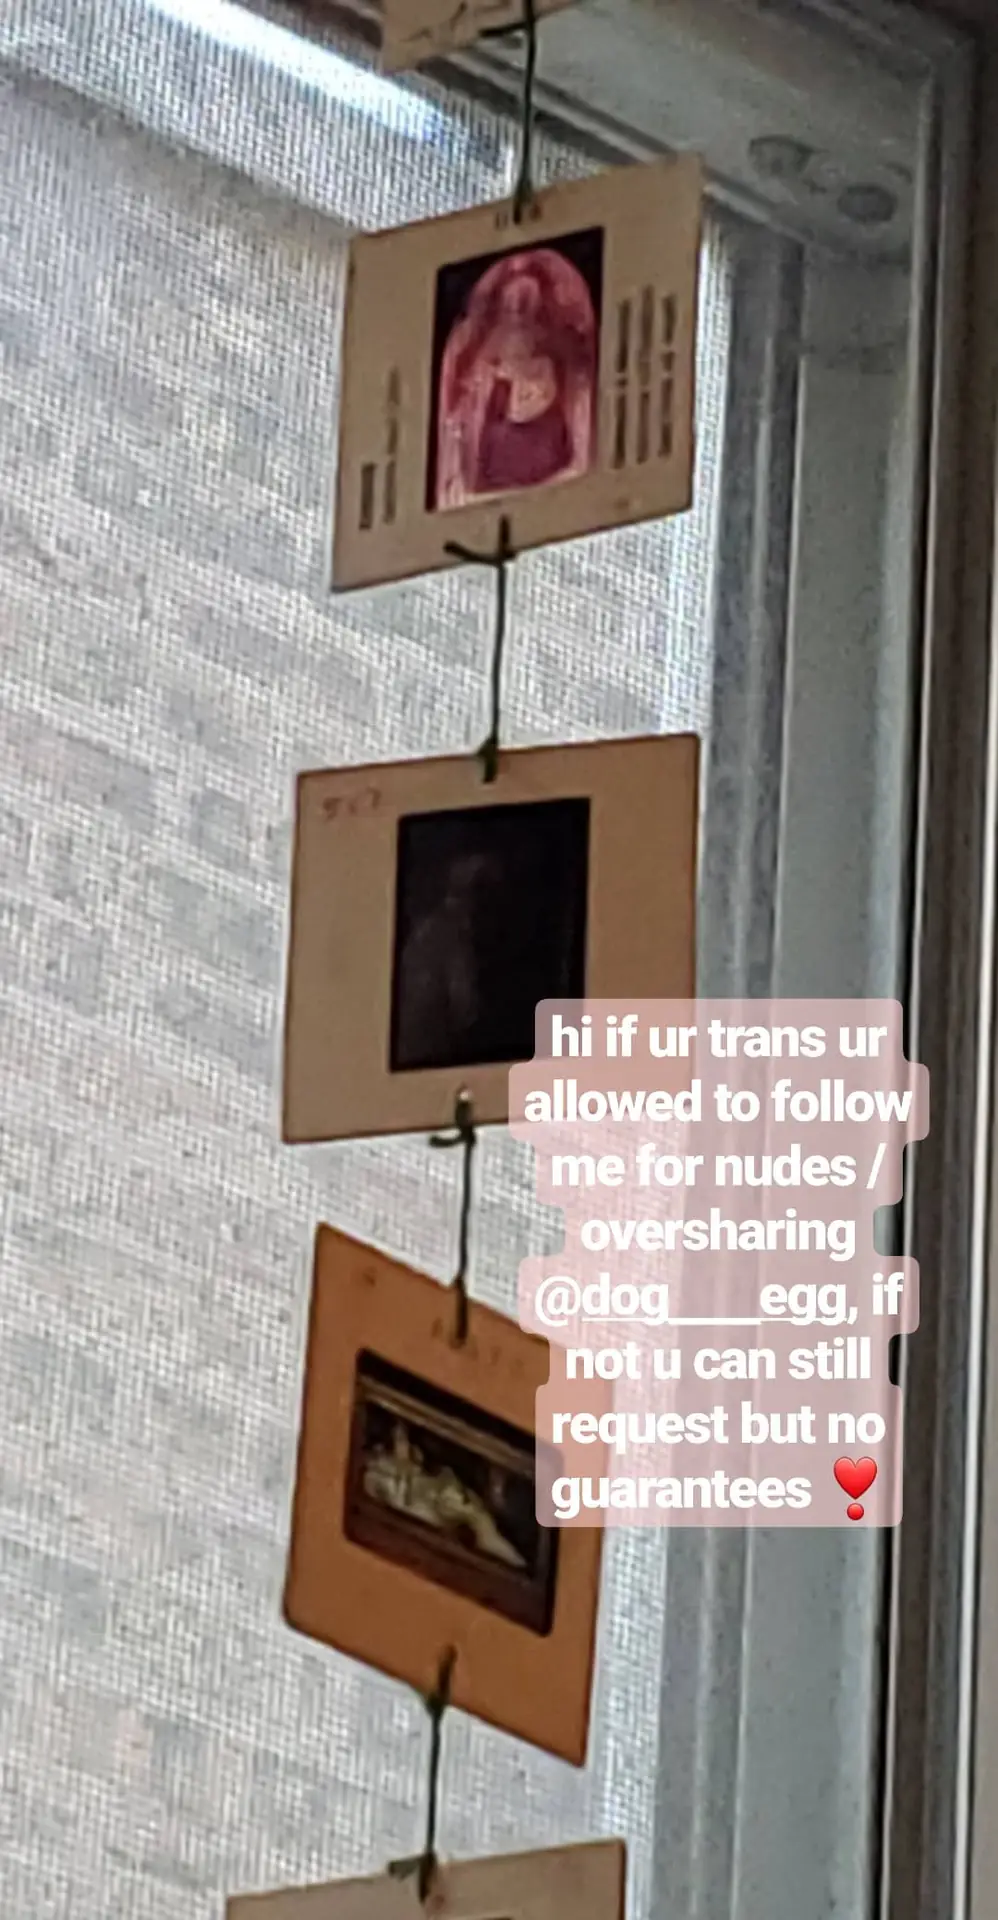 hi if ur trans ur
allowed to follow
me for nudes /
oversharing
@dog____egg, if
not u can still
request but no
guarantees ❣️